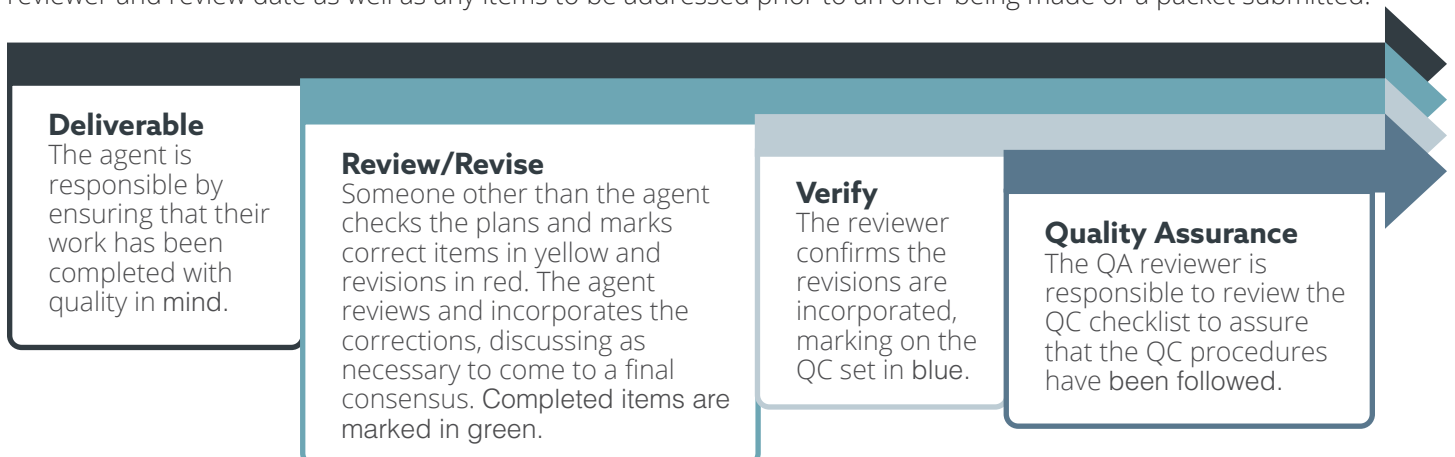 reviewer and review date as well as any items to be addressed prior to an offer being made or a packet submitted.
Deliverable
The agent is
responsible by
ensuring that their
work has been
completed with
quality in mind.
Review/Revise
Someone other than the agent
checks the plans and marks
correct items in yellow and
revisions in red. The agent
reviews and incorporates the
corrections, discussing as
necessary to come to a final
consensus. Completed items are
marked in green.
Verify
The reviewer
confirms the
revisions are
incorporated,
marking on the
QC set in blue.
Quality Assurance
The QA reviewer is
responsible to review the
QC checklist to assure
that the QC procedures
have been followed.